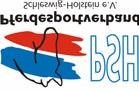 Pferdesportverband
Schleswig-Holstein e.V.
PSH